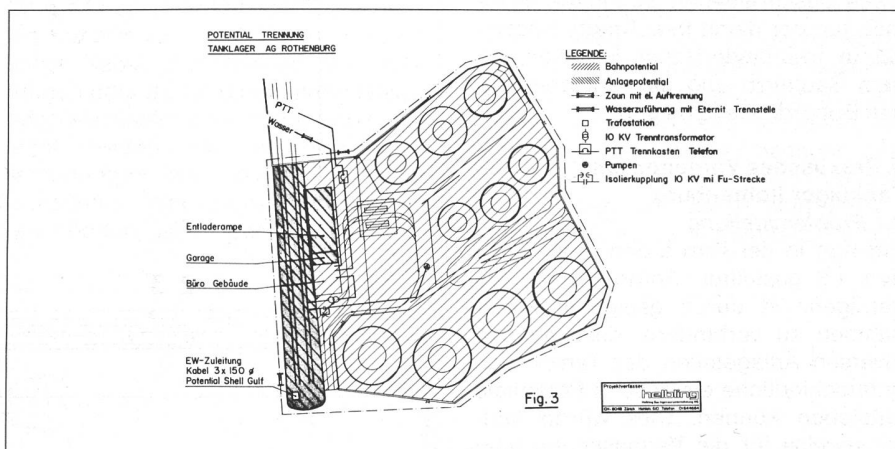 POTENTIAL TRENNUNG
TANKLAGER AG ROTHENBURG
LEGENDE:
Bahnpotential
Anlagepotential
Zaun mit el. Auftrennung
Wasserzuführung mit Eternit Trennstelle
Trafostation
10 KV Trenntransformator
PTT Trennkasten Telefon
Pumpen
Isolierkupplung 10 KV mi Fu-Strecke
PTT
Wasser
Entladerampe
Garage
Büro Gebäude
EW-Zuleitung
Kabel 3 x 150 ø
Potential Shell Gulf
Fig. 3
Projektverfasser
helbling